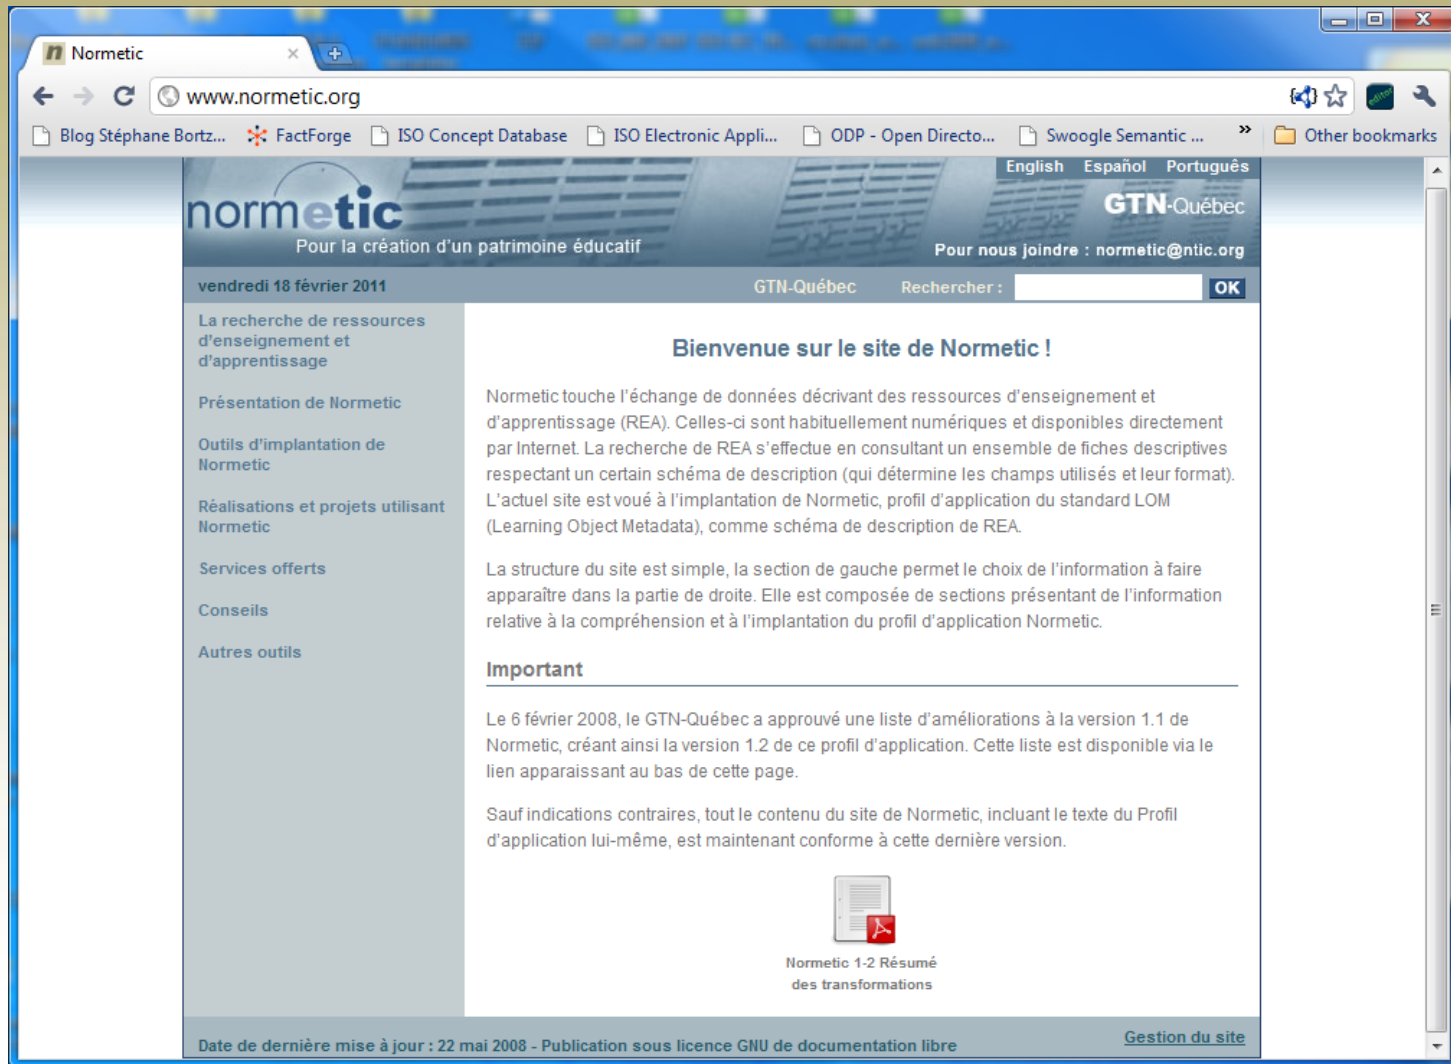 Normetic
www.normetic.org
Blog Stéphane Bortz... FactForge ISO Concept Database ISO Electronic Appli... ODP - Open Directo... Swoogle Semantic ... » Other bookmarks
English Español Português
normetic
GTN-Québec
Pour la création d'un patrimoine éducatif
Pour nous joindre : normetic@ntic.org
vendredi 18 février 2011 GTN-Québec Rechercher : OK
La recherche de ressources
d'enseignement et
d'apprentissage
Présentation de Normetic
Outils d'implantation de
Normetic
Réalisations et projets utilisant
Normetic
Services offerts
Conseils
Autres outils
Bienvenue sur le site de Normetic !
Normetic touche l'échange de données décrivant des ressources d'enseignement et
d'apprentissage (REA). Celles-ci sont habituellement numériques et disponibles directement
par Internet. La recherche de REA s'effectue en consultant un ensemble de fiches descriptives
respectant un certain schéma de description (qui détermine les champs utilisés et leur format).
L'actuel site est voué à l'implantation de Normetic, profil d'application du standard LOM
(Learning Object Metadata), comme schéma de description de REA.
La structure du site est simple, la section de gauche permet le choix de l'information à faire
apparaître dans la partie de droite. Elle est composée de sections présentant de l'information
relative à la compréhension et à l'implantation du profil d'application Normetic.
Important
Le 6 février 2008, le GTN-Québec a approuvé une liste d'améliorations à la version 1.1 de
Normetic, créant ainsi la version 1.2 de ce profil d'application. Cette liste est disponible via le
lien apparaissant au bas de cette page.
Sauf indications contraires, tout le contenu du site de Normetic, incluant le texte du Profil
d'application lui-même, est maintenant conforme à cette dernière version.
Normetic 1-2 Résumé
des transformations
Date de dernière mise à jour : 22 mai 2008 - Publication sous licence GNU de documentation libre
Gestion du site